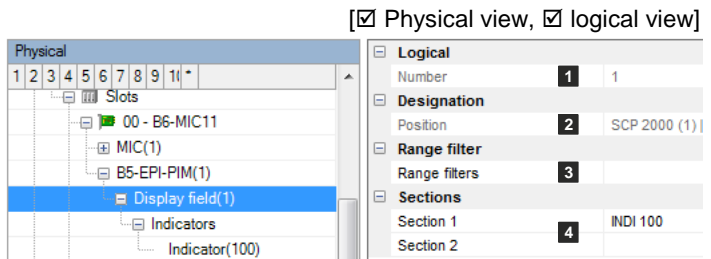 [☑ Physical view, ☑ logical view]
Physical
1 2 3 4 5 6 7 8 9 1( *
Slots
00 - B6-MIC11
MIC(1)
B5-EPI-PIM(1)
Display field(1)
Indicators
Indicator(100)
Logical
Number 1 1
Designation
Position 2 SCP 2000 (1) |
Range filter
Range filters 3
Sections
Section 1 INDI 100
4
Section 2